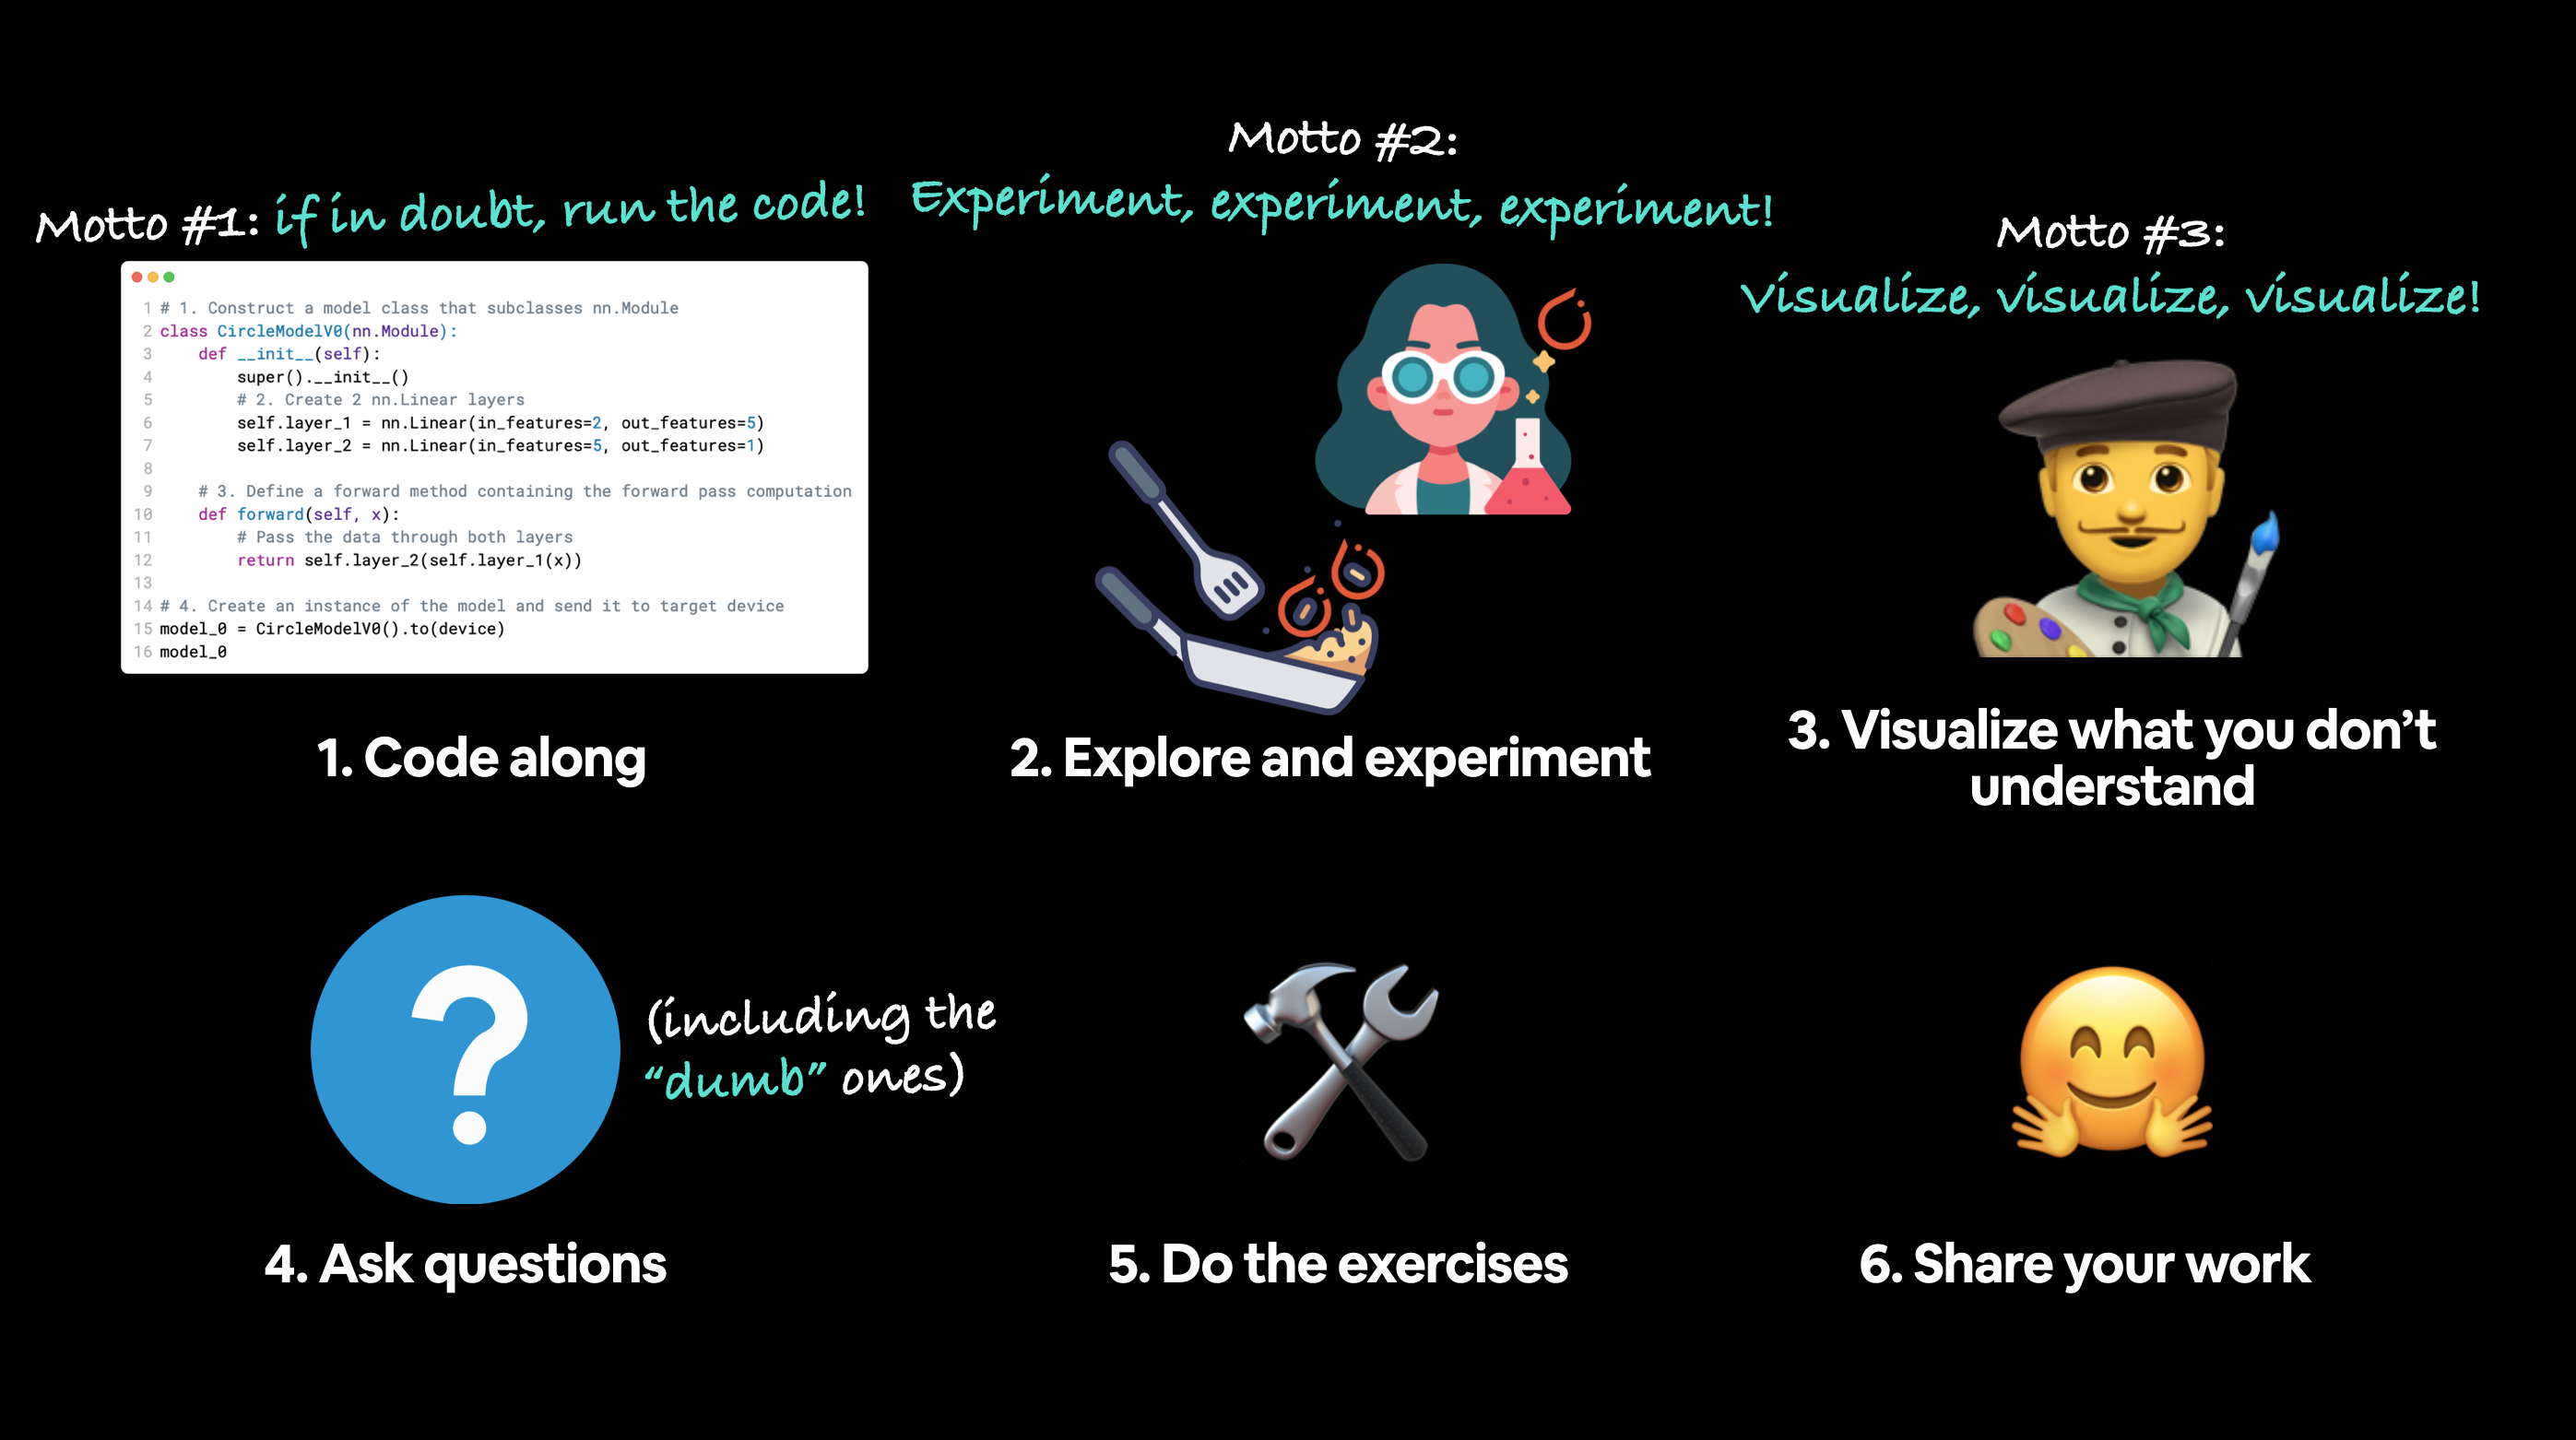 Motto #1: if in doubt, run the code!
1 # 1. Construct a model class that subclasses nn.Module
2 class CircleModelV0(nn.Module):
3     def __init__(self):
4         super().__init__()
5         # 2. Create 2 nn.Linear layers
6         self.layer_1 = nn.Linear(in_features=2, out_features=5)
7         self.layer_2 = nn.Linear(in_features=5, out_features=1)
8
9     # 3. Define a forward method containing the forward pass computation
10     def forward(self, x):
11         # Pass the data through both layers
12         return self.layer_2(self.layer_1(x))
13
14 # 4. Create an instance of the model and send it to target device
15 model_0 = CircleModelV0().to(device)
16 model_0
1. Code along
Motto #2:
Experiment, experiment, experiment!
2. Explore and experiment
Motto #3:
Visualize, visualize, visualize!
3. Visualize what you don’t
understand
(including the
“dumb” ones)
4. Ask questions
5. Do the exercises
6. Share your work